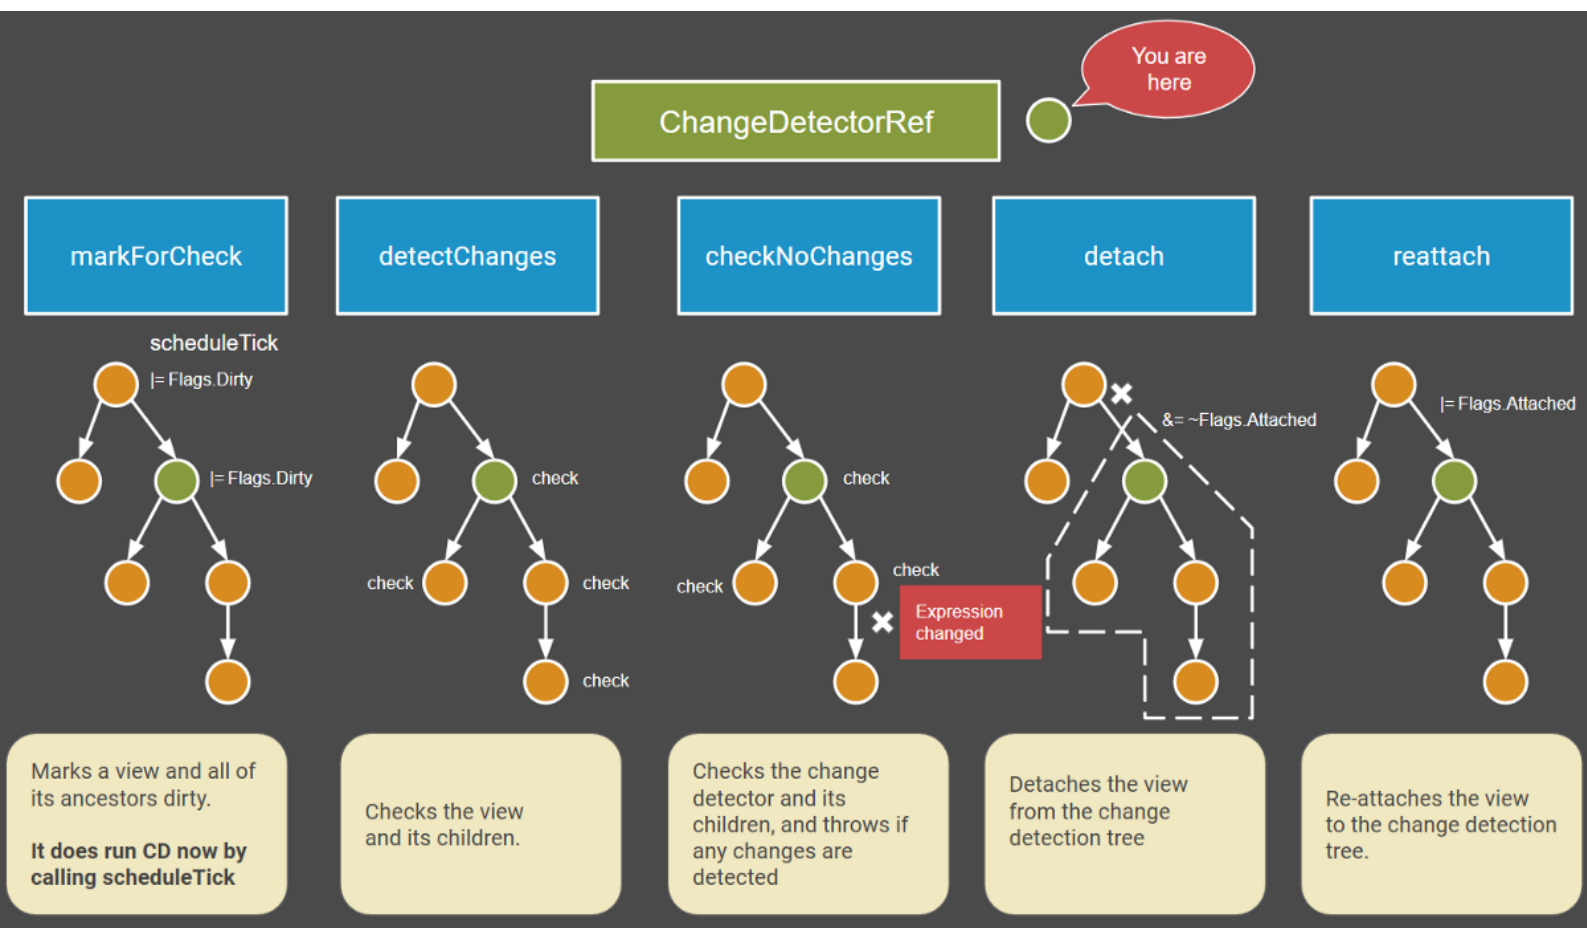 You are
here
ChangeDetectorRef
markForCheck
detectChanges
checkNoChanges
detach
reattach
scheduleTick
|= Flags.Dirty
|= Flags.Dirty
check
check
check
check
check
check
check
Expression
changed
&= ~Flags.Attached
|= Flags.Attached
Marks a view and all of
its ancestors dirty.
It does run CD now by
calling scheduleTick
Checks the view
and its children.
Checks the change
detector and its
children, and throws if
any changes are
detected
Detaches the view
from the change
detection tree
Re-attaches the view
to the change detection
tree.